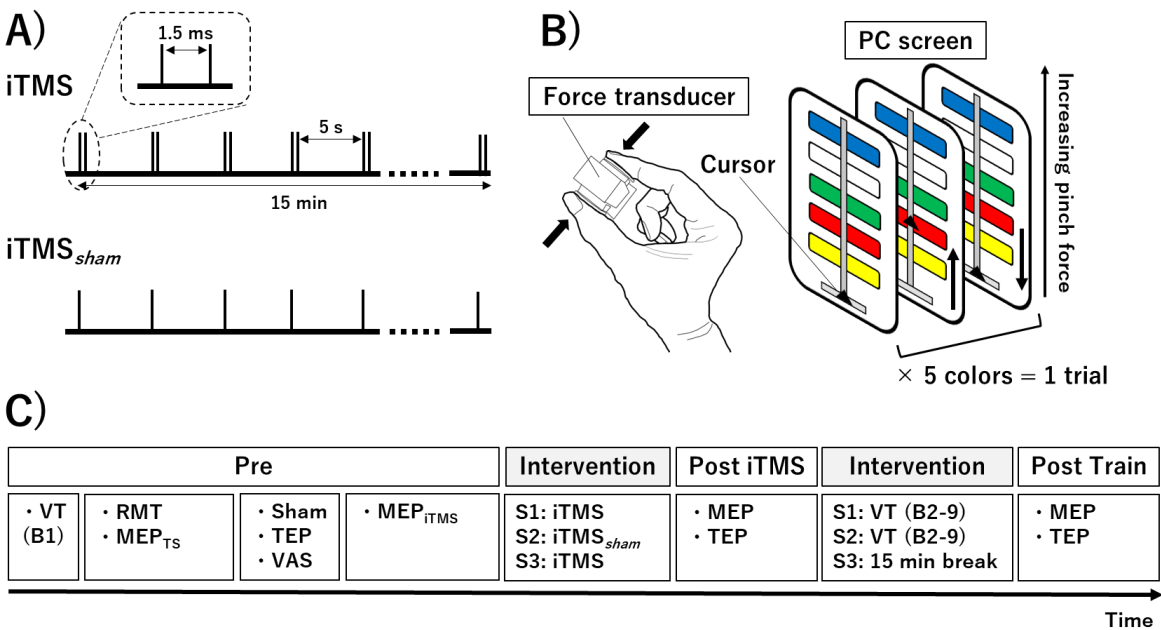 A)
1.5 ms
iTMS
5 s
15 min
iTMSsham
B)
PC screen
Force transducer
Cursor
Increasing pinch force
× 5 colors = 1 trial
C)
Pre
Intervention
Post iTMS
Intervention
Post Train
・VT
(B1)
・RMT
・MEPTS
・Sham
・TEP
・VAS
・MEPiTMS
S1: iTMS
S2: iTMSsham
S3: iTMS
・MEP
・TEP
S1: VT (B2-9)
S2: VT (B2-9)
S3: 15 min break
・MEP
・TEP
Time